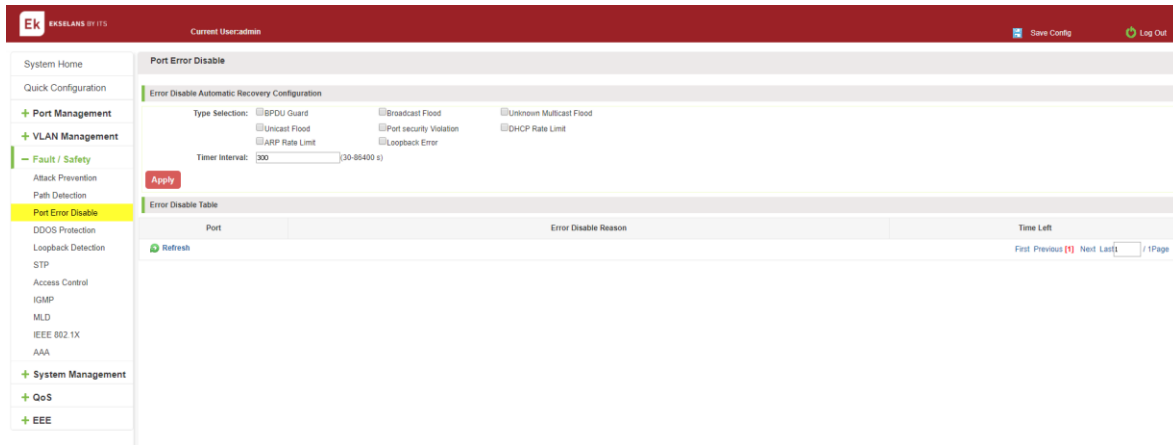 Ek EKSELANS BY ITS
Current User:admin
Save Config
Log Out
System Home
Quick Configuration
+ Port Management
+ VLAN Management
− Fault / Safety
Attack Prevention
Path Detection
Port Error Disable
DDOS Protection
Loopback Detection
STP
Access Control
IGMP
MLD
IEEE 802.1X
AAA
+ System Management
+ QoS
+ EEE
Port Error Disable
Error Disable Automatic Recovery Configuration
Type Selection: BPDU Guard Broadcast Flood Unknown Multicast Flood
Unicast Flood Port security Violation DHCP Rate Limit
ARP Rate Limit Loopback Error
Timer Interval: 300 (30-86400 s)
Apply
Error Disable Table
Port Error Disable Reason Time Left
Refresh First Previous [1] Next Last 1 / 1Page